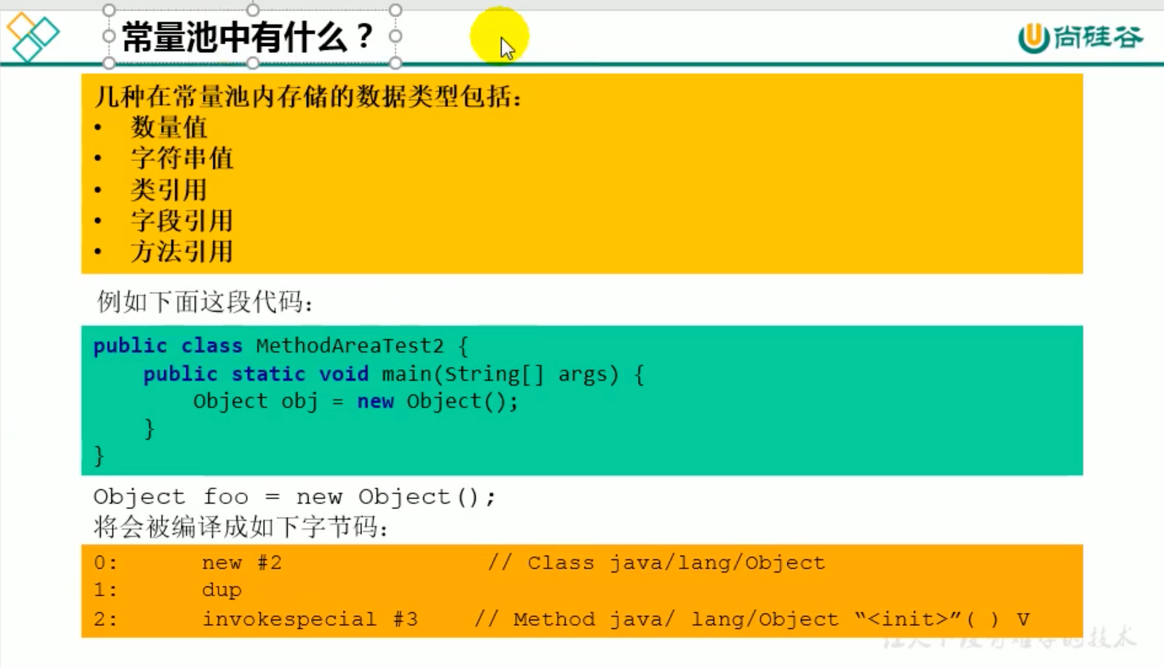 常量池中有什么？
尚硅谷
几种在常量池内存储的数据类型包括：
• 数量值
• 字符串值
• 类引用
• 字段引用
• 方法引用
例如下面这段代码：
public class MethodAreaTest2 {
    public static void main(String[] args) {
        Object obj = new Object();
    }
}
Object foo = new Object();
将会被编译成如下字节码：
0:      new #2                // Class java/lang/Object
1:      dup
2:      invokespecial #3    // Method java/ lang/Object “<init>”( ) V